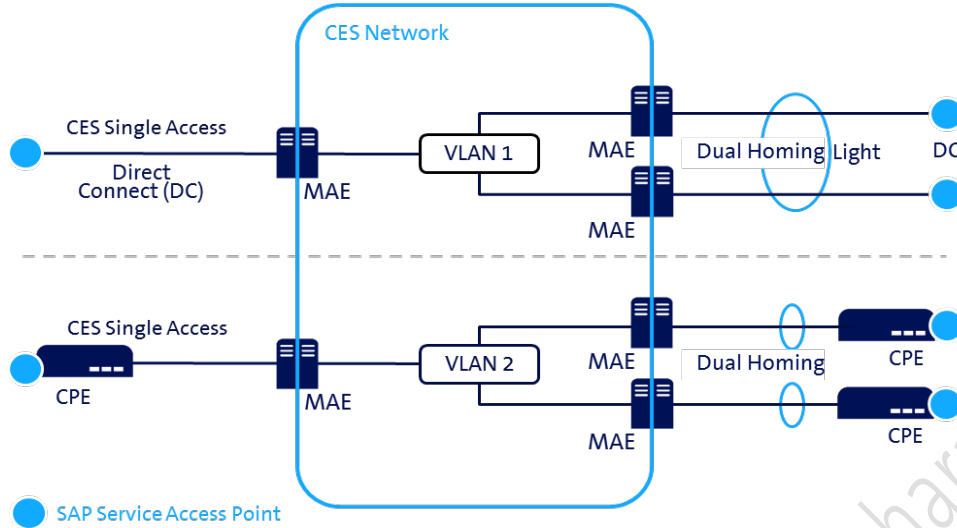 CES Network
CES Single Access
Direct
Connect (DC)
MAE
VLAN 1
MAE
MAE
Dual Homing Light
DC
CES Single Access
CPE
MAE
VLAN 2
MAE
MAE
Dual Homing
CPE
CPE
SAP Service Access Point